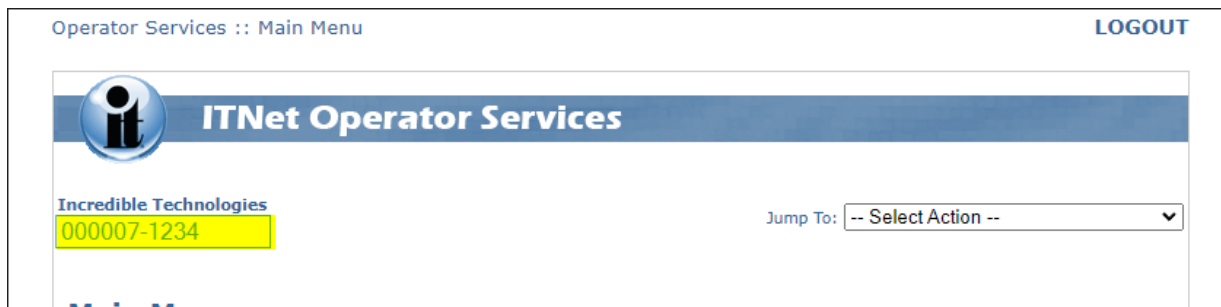 Operator Services :: Main Menu
LOGOUT
it
ITNet Operator Services
Incredible Technologies
000007-1234
Jump To: -- Select Action --